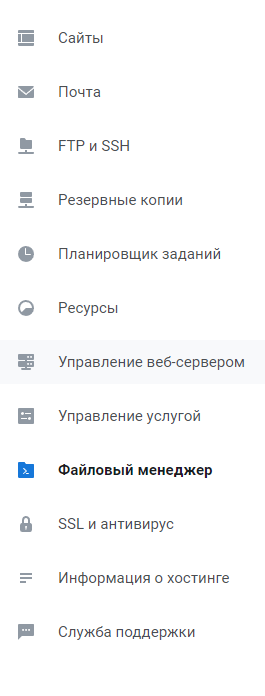 Сайты
Почта
FTP и SSH
Резервные копии
Планировщик заданий
Ресурсы
Управление веб-сервером
Управление услугой
Файловый менеджер
SSL и антивирус
Информация о хостинге
Служба поддержки